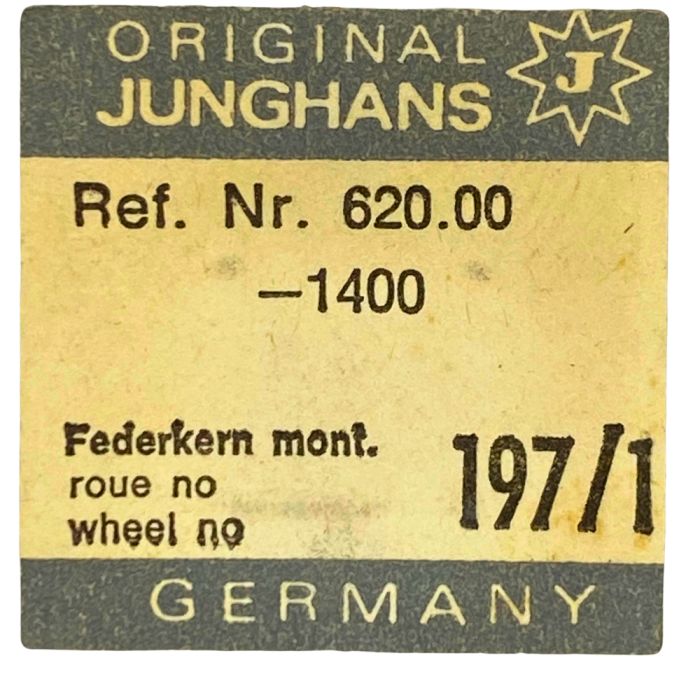 ORIGINAL
JUNGHANS
J
Ref. Nr. 620.00
—1400
Federkern mont.
roue no
wheel no
197/1
GERMANY